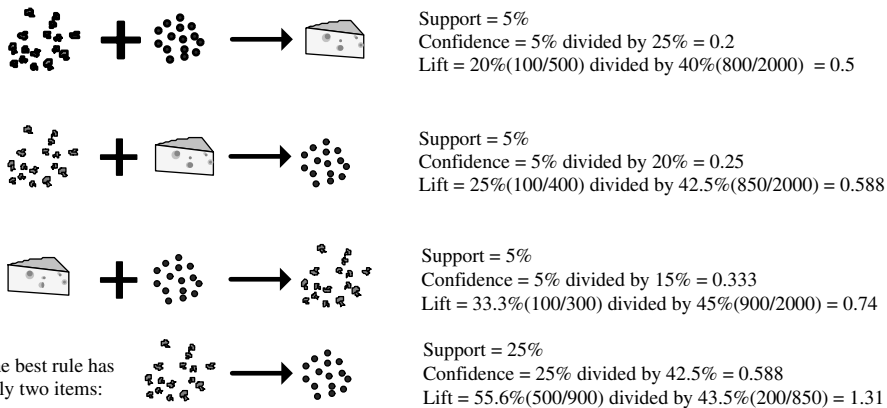 Support = 5%
Confidence = 5% divided by 25% = 0.2
Lift = 20%(100/500) divided by 40%(800/2000) = 0.5
Support = 5%
Confidence = 5% divided by 20% = 0.25
Lift = 25%(100/400) divided by 42.5%(850/2000) = 0.588
Support = 5%
Confidence = 5% divided by 15% = 0.333
Lift = 33.3%(100/300) divided by 45%(900/2000) = 0.74
best rule has
two items:
Support = 25%
Confidence = 25% divided by 42.5% = 0.588
Lift = 55.6%(500/900) divided by 43.5%(200/850) = 1.31